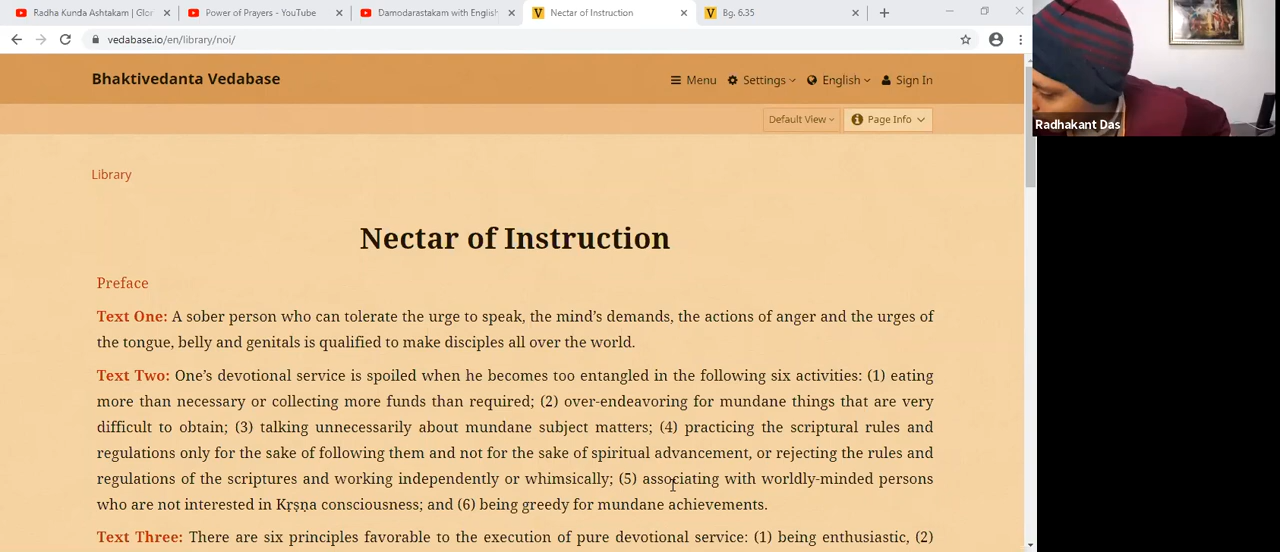 Radha Kunda Ashtakam | Glor
Power of Prayers - YouTube
Damodarastakam with English
Nectar of Instruction
Bg. 6.35
vedabase.io/en/library/noi/
Bhaktivedanta Vedabase
Menu
Settings
English
Sign In
Default View
Page Info
Radhakant Das
Library
Nectar of Instruction
Preface
Text One: A sober person who can tolerate the urge to speak, the mind’s demands, the actions of anger and the urges of
the tongue, belly and genitals is qualified to make disciples all over the world.
Text Two: One’s devotional service is spoiled when he becomes too entangled in the following six activities: (1) eating
more than necessary or collecting more funds than required; (2) over-endeavoring for mundane things that are very
difficult to obtain; (3) talking unnecessarily about mundane subject matters; (4) practicing the scriptural rules and
regulations only for the sake of following them and not for the sake of spiritual advancement, or rejecting the rules and
regulations of the scriptures and working independently or whimsically; (5) associating with worldly-minded persons
who are not interested in Kṛṣṇa consciousness; and (6) being greedy for mundane achievements.
Text Three: There are six principles favorable to the execution of pure devotional service: (1) being enthusiastic, (2)